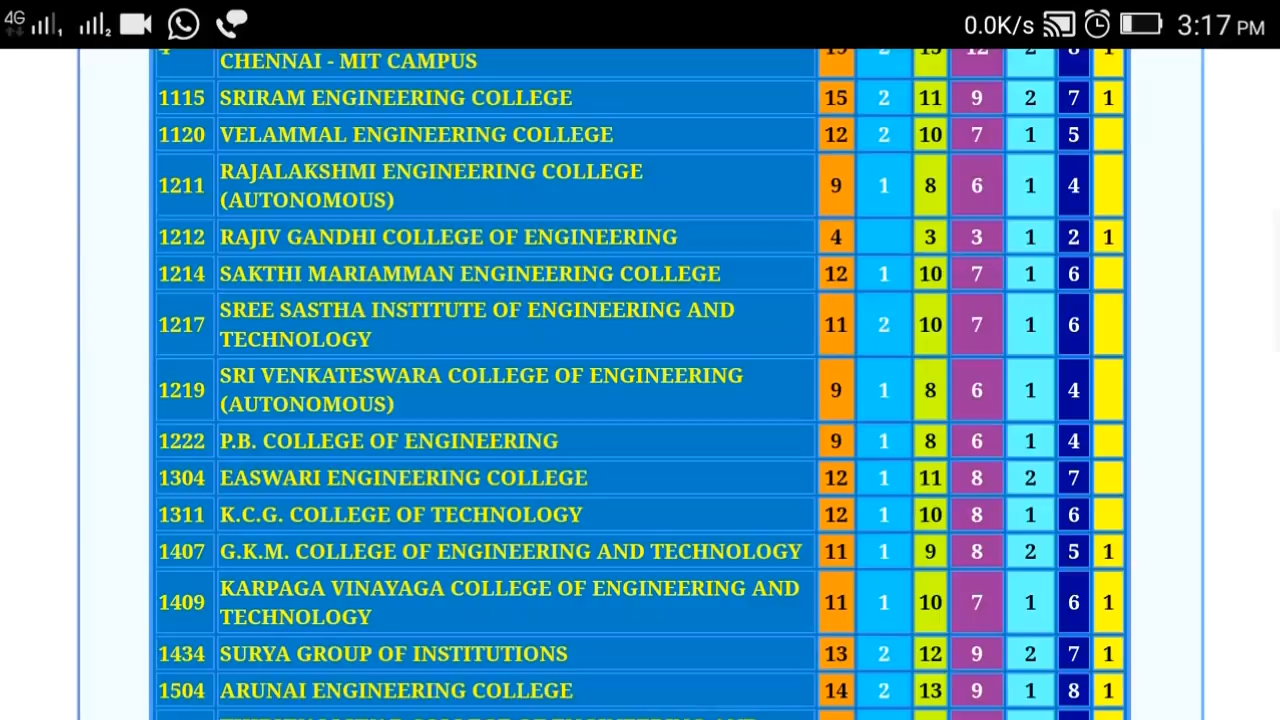 4G 1 2 0.0K/s 3:17 PM
CHENNAI - MIT CAMPUS
1115 SRIRAM ENGINEERING COLLEGE 15 2 11 9 2 7 1
1120 VELAMMAL ENGINEERING COLLEGE 12 2 10 7 1 5
1211 RAJALAKSHMI ENGINEERING COLLEGE
(AUTONOMOUS) 9 1 8 6 1 4
1212 RAJIV GANDHI COLLEGE OF ENGINEERING 4 3 3 1 2 1
1214 SAKTHI MARIAMMAN ENGINEERING COLLEGE 12 1 10 7 1 6
1217 SREE SASTHA INSTITUTE OF ENGINEERING AND
TECHNOLOGY 11 2 10 7 1 6
1219 SRI VENKATESWARA COLLEGE OF ENGINEERING
(AUTONOMOUS) 9 1 8 6 1 4
1222 P.B. COLLEGE OF ENGINEERING 9 1 8 6 1 4
1304 EASWARI ENGINEERING COLLEGE 12 1 11 8 2 7
1311 K.C.G. COLLEGE OF TECHNOLOGY 12 1 10 8 1 6
1407 G.K.M. COLLEGE OF ENGINEERING AND TECHNOLOGY 11 1 9 8 2 5 1
1409 KARPAGA VINAYAGA COLLEGE OF ENGINEERING AND
TECHNOLOGY 11 1 10 7 1 6 1
1434 SURYA GROUP OF INSTITUTIONS 13 2 12 9 2 7 1
1504 ARUNAI ENGINEERING COLLEGE 14 2 13 9 1 8 1